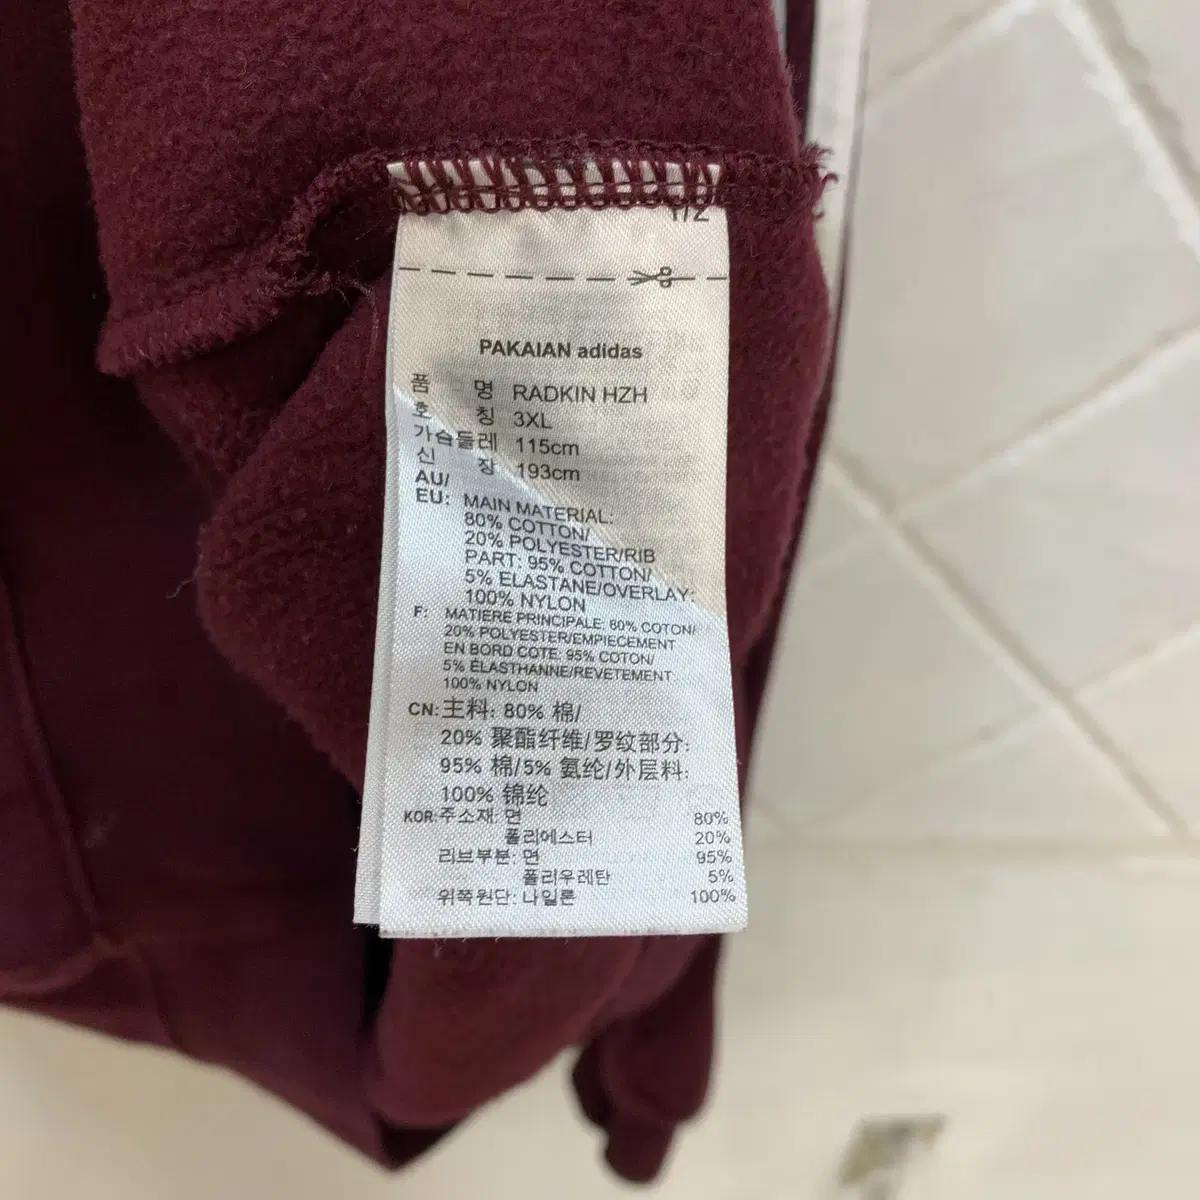 1/2
PAKAIAN adidas
품 명 RADKIN HZH
호 칭 3XL
가슴둘레 115cm
신 장 193cm
AU/
EU: MAIN MATERIAL:
80% COTTON/
20% POLYESTER/RIB
PART: 95% COTTON/
5% ELASTANE/OVERLAY:
100% NYLON
F: MATIERE PRINCIPALE: 80% COTON/
20% POLYESTER/EMPIECEMENT
EN BORD COTE: 95% COTON/
5% ÉLASTHANNE/REVETEMENT:
100% NYLON
CN: 主料: 80% 棉/
20% 聚酯纤维/罗纹部分:
95% 棉/5% 氨纶/外层料:
100% 锦纶
KOR: 주소재: 면 80%
폴리에스터 20%
리브부분: 면 95%
폴리우레탄 5%
위쪽원단: 나일론 100%